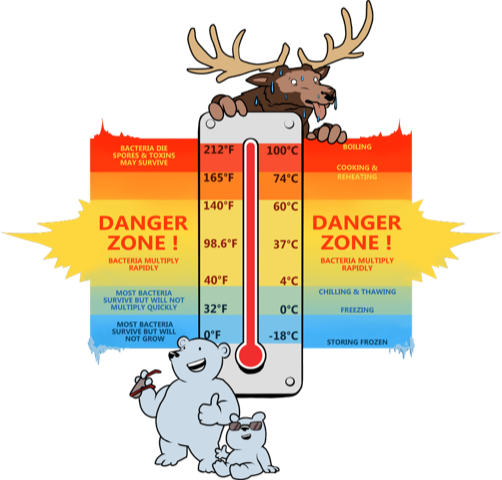 BACTERIA DIE
SPORES & TOXINS
MAY SURVIVE
212°F
100°C
BOILING
165°F
74°C
COOKING &
REHEATING
140°F
60°C
DANGER
ZONE !
BACTERIA MULTIPLY
RAPIDLY
98.6°F
37°C
DANGER
ZONE !
BACTERIA MULTIPLY
RAPIDLY
40°F
4°C
MOST BACTERIA
SURVIVE BUT WILL NOT
MULTIPLY QUICKLY
CHILLING & THAWING
32°F
0°C
FREEZING
MOST BACTERIA
SURVIVE BUT WILL
NOT GROW
0°F
-18°C
STORING FROZEN